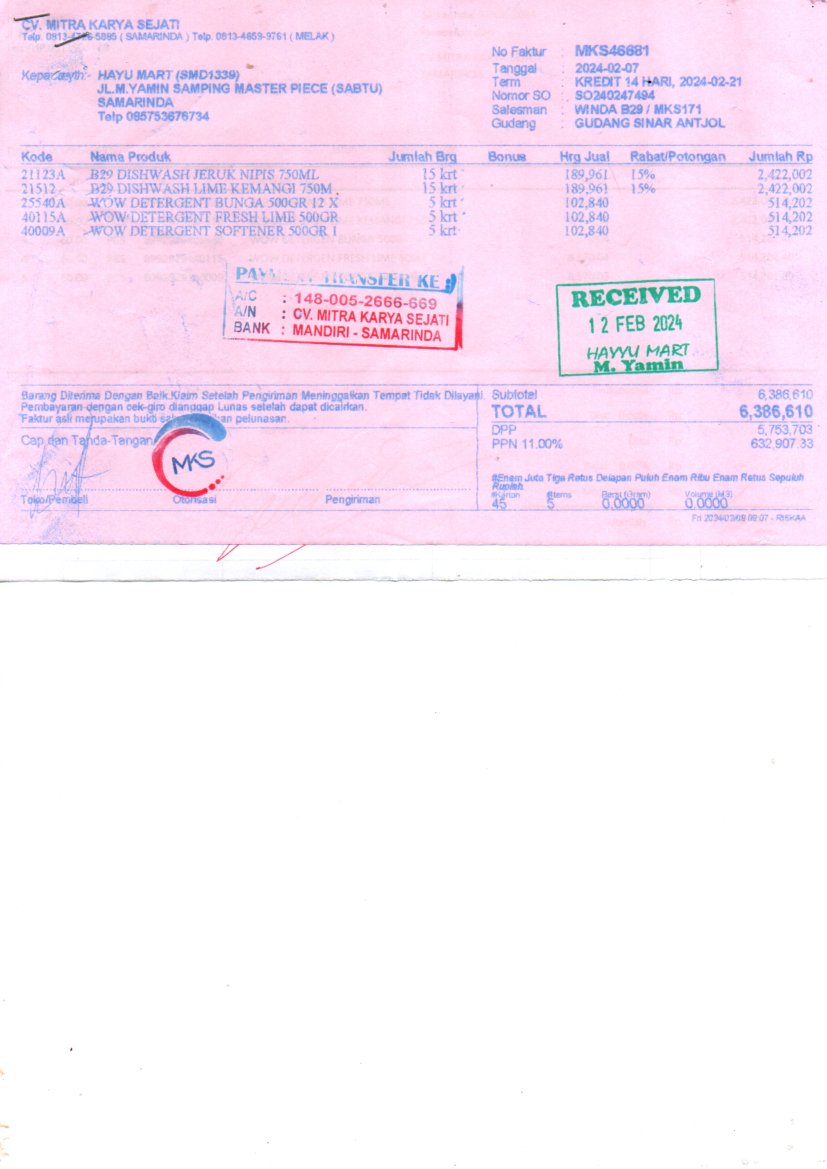 CV. MITRA KARYA SEJATI
Telp. 0813- -5885 ( SAMARINDA ) Telp. 0813-4659-9761 ( MELAK )
No Faktur : MKS46681
Tanggal : 2024-02-07
Term : KREDIT 14 HARI, 2024-02-21
Nomor SO : SO240247494
Salesman : WINDA B29 / MKS171
Gudang : GUDANG SINAR ANTJOL
HAYU MART (SMD1339)
JL.M.YAMIN SAMPING MASTER PIECE (SABTU)
SAMARINDA
Telp 085753676734
Kode Nama Produk Jumlah Brg Bonus Hrg Jual Rabat/Potongan Jumlah Rp
21123A B29 DISHWASH JERUK NIPIS 750ML 15 krt 189,961 15% 2,422,002
21512 B29 DISHWASH LIME KEMANGI 750M 15 krt 189,961 15% 2,422,002
25540A WOW DETERGENT BUNGA 500GR 12 X 5 krt 102,840 514,202
40115A WOW DETERGENT FRESH LIME 500GR 5 krt 102,840 514,202
40009A WOW DETERGENT SOFTENER 500GR 1 5 krt 102,840 514,202
TRANSFER KE :
A/C : 148-005-2666-669
A/N : CV. MITRA KARYA SEJATI
BANK : MANDIRI - SAMARINDA
RECEIVED
12 FEB 2024
HAYYU MART
M. Yamin
Barang Diterima Dengan Baik.Klaim Setelah Pengiriman Meninggalkan Tempat Tidak Dilayani.
Pembayaran dengan cek-giro dianggap Lunas setelah dapat dicairkan.
Faktur asli merupakan bukti pelunasan.
Subtotal 6,386,610
TOTAL 6,386,610
DPP 5,753,703
PPN 11.00% 632,907.33
Cap dan Tanda-Tangan
MKS
Toko/Pembeli Otorisasi Pengiriman
#Enam Juta Tiga Ratus Delapan Puluh Enam Ribu Enam Ratus Sepuluh
Rupiah
#Karton #Items Berat (Gram) Volume (M3)
45 5 0.0000 0.0000